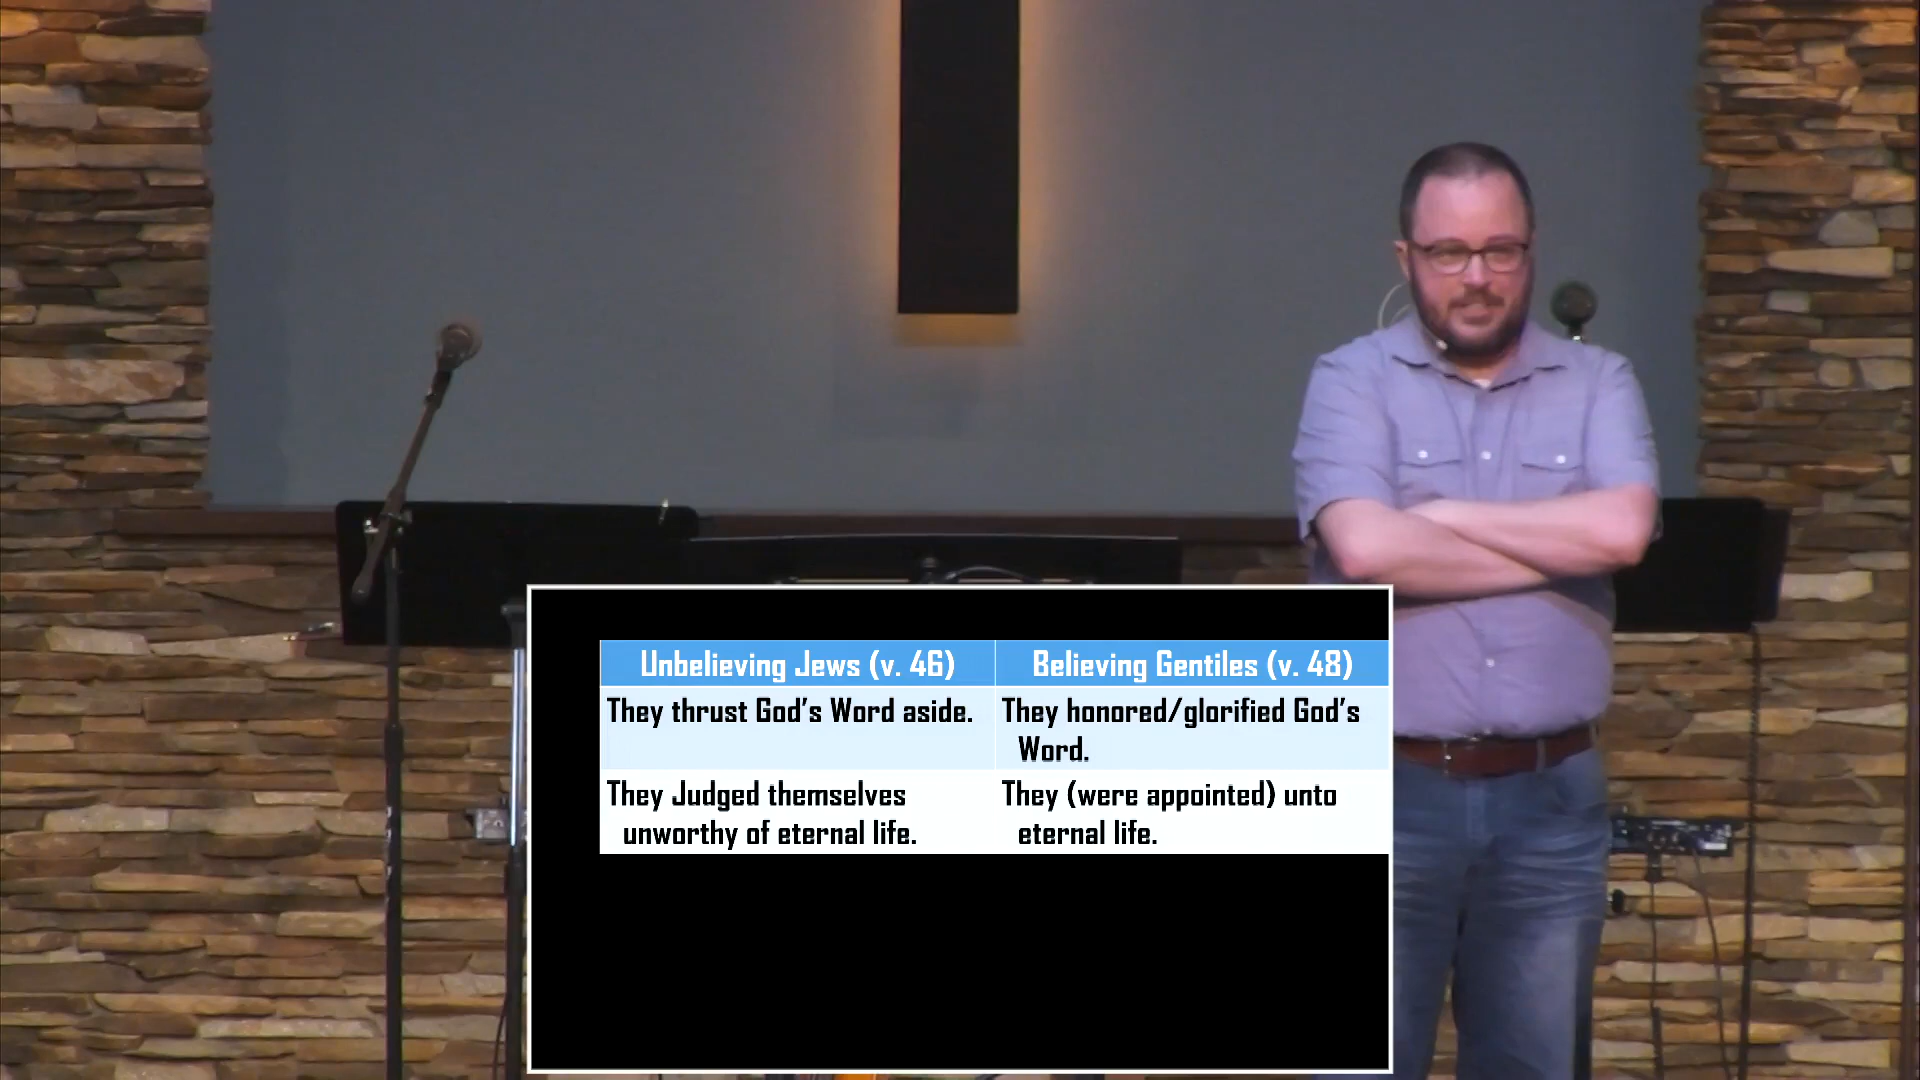 Unbelieving Jews (v. 46)
Believing Gentiles (v. 48)
They thrust God's Word aside.
They honored/glorified God's
Word.
They Judged themselves
unworthy of eternal life.
They (were appointed) unto
eternal life.